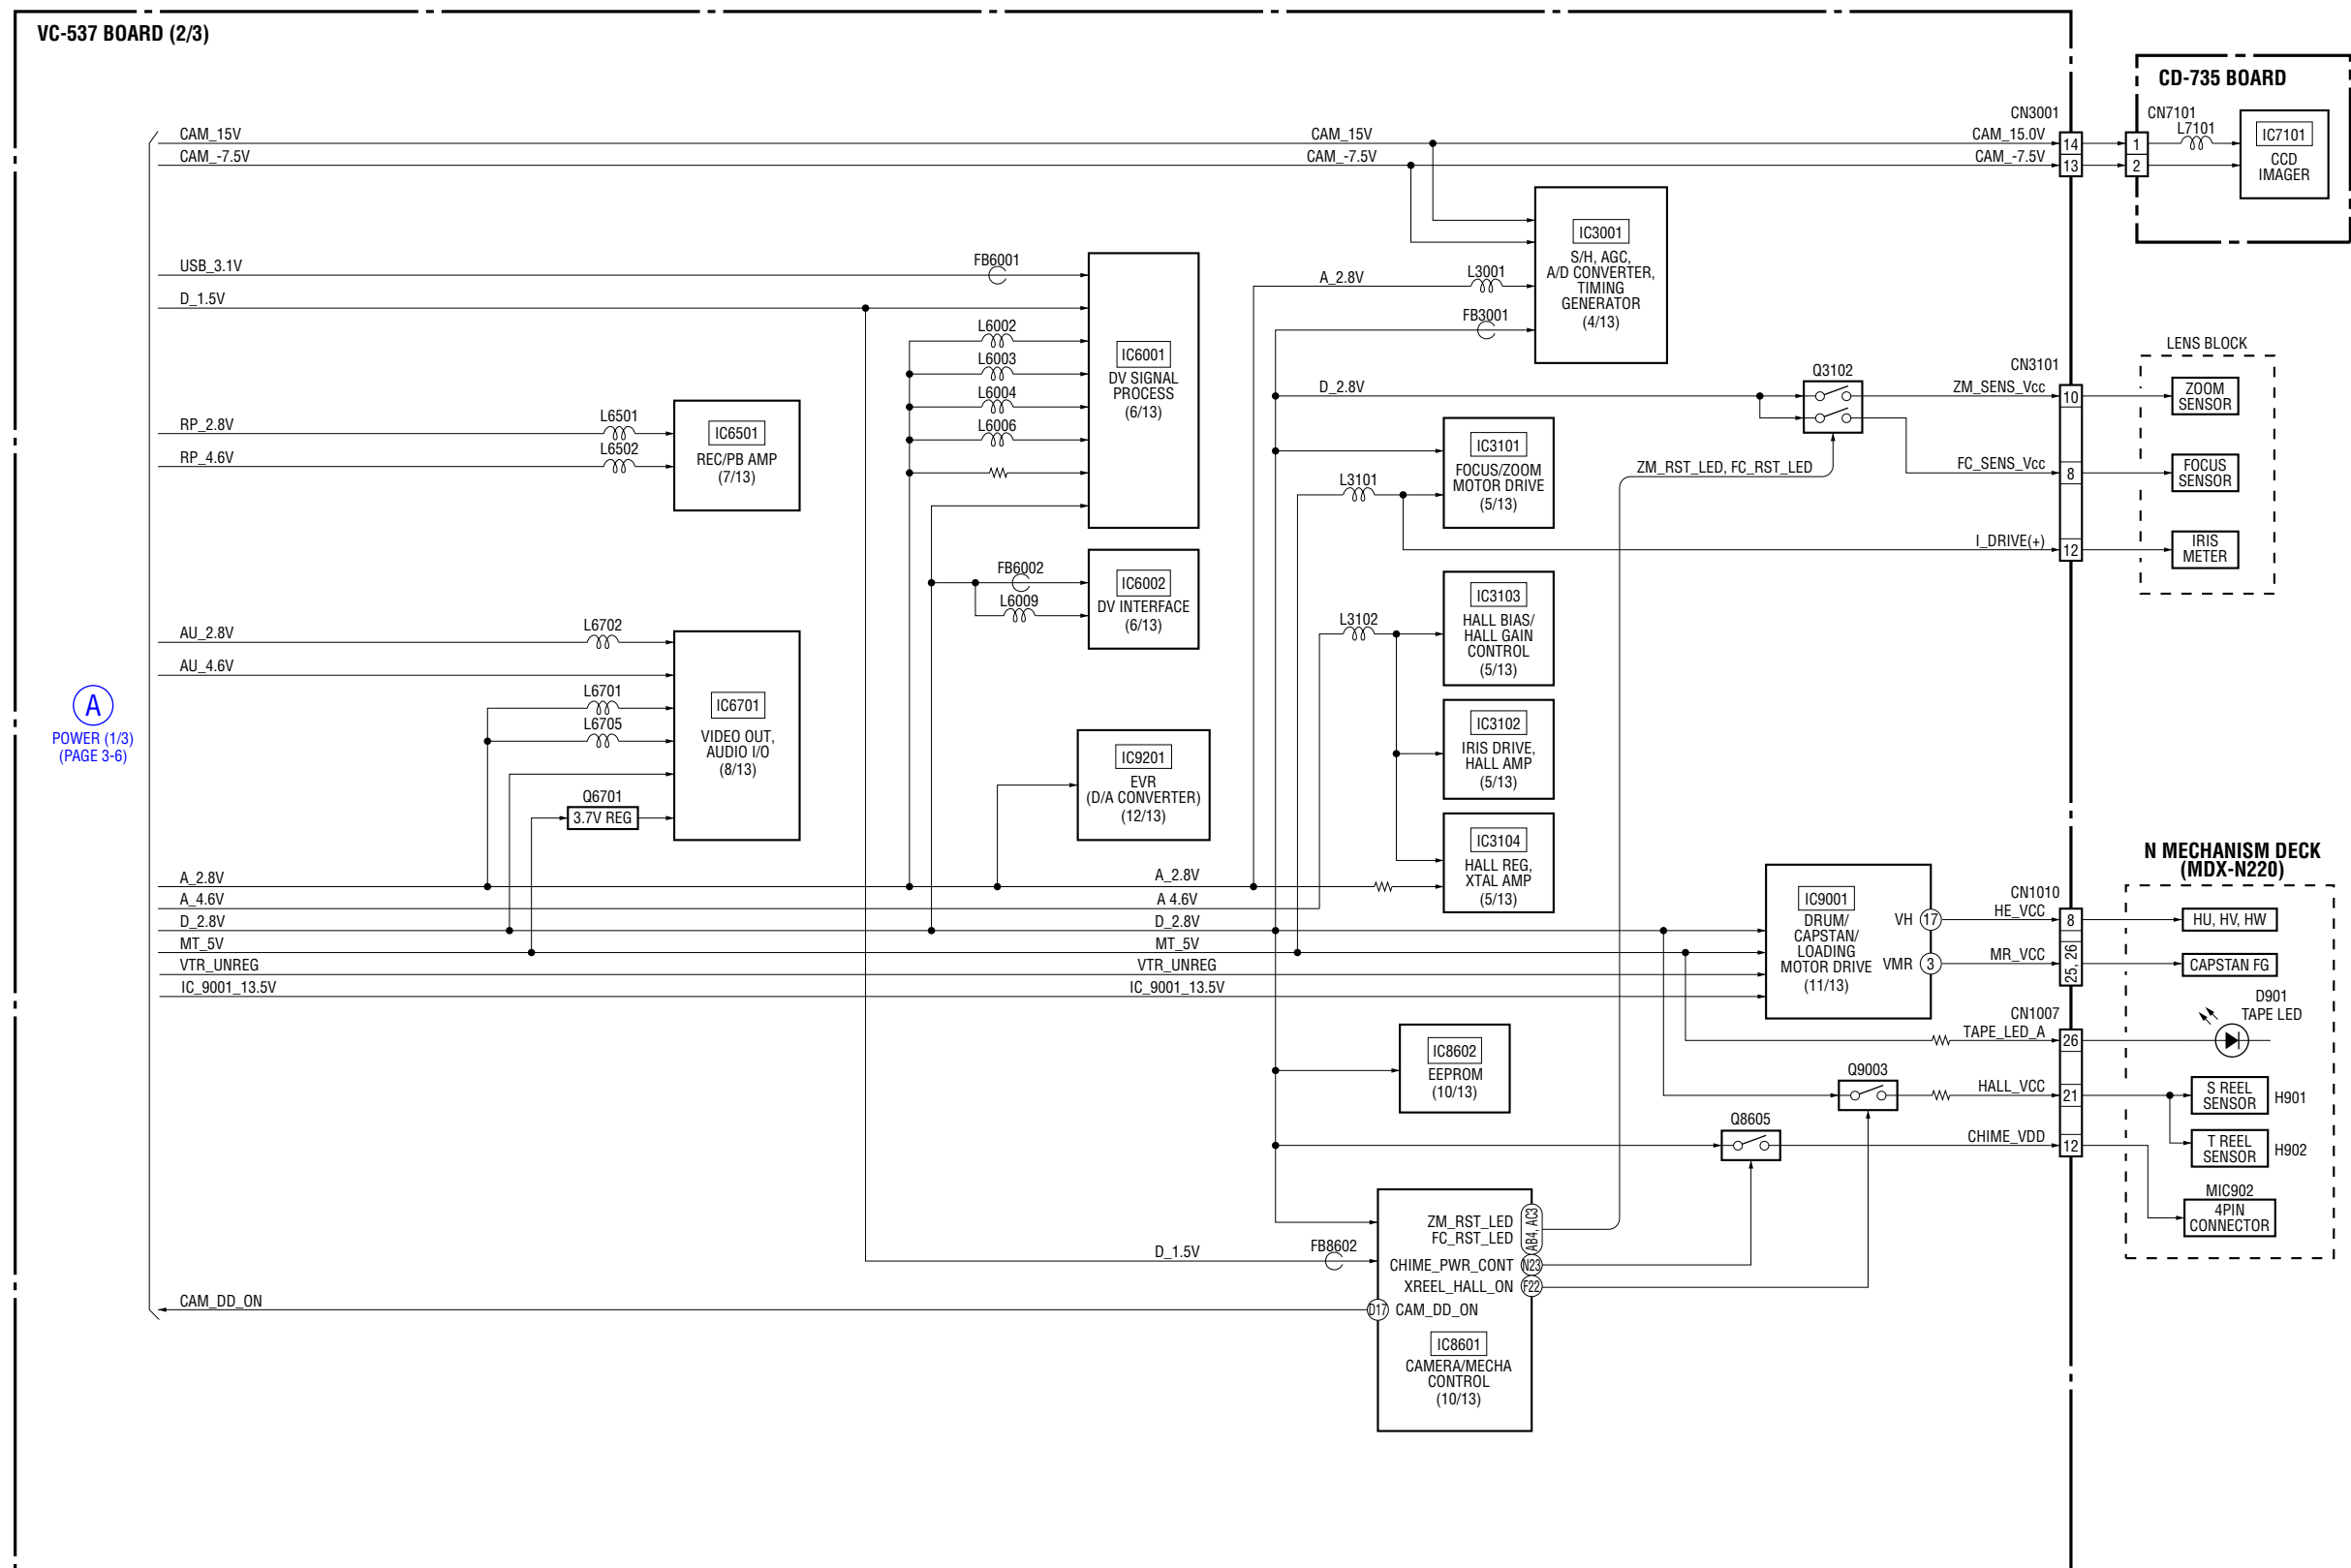 VC-537 BOARD (2/3)
CD-735 BOARD
CAM_15V
CAM_15V
CN3001
CAM_15.0V
14
CN7101
1
L7101
IC7101
CCD
IMAGER
CAM_-7.5V
CAM_-7.5V
CAM_-7.5V
13
2
IC3001
S/H, AGC,
A/D CONVERTER,
TIMING
GENERATOR
(4/13)
A_2.8V
L3001
FB3001
USB_3.1V
FB6001
D_1.5V
L6002
L6003
L6004
L6006
IC6001
DV SIGNAL
PROCESS
(6/13)
RP_2.8V
L6501
RP_4.6V
L6502
IC6501
REC/PB AMP
(7/13)
D_2.8V
Q3102
CN3101
ZM_SENS_Vcc
10
FC_SENS_Vcc
8
I_DRIVE(+)
12
LENS BLOCK
ZOOM
SENSOR
FOCUS
SENSOR
IRIS
METER
ZM_RST_LED, FC_RST_LED
IC3101
FOCUS/ZOOM
MOTOR DRIVE
(5/13)
L3101
FB6002
L6009
IC6002
DV INTERFACE
(6/13)
L3102
IC3103
HALL BIAS/
HALL GAIN
CONTROL
(5/13)
IC3102
IRIS DRIVE,
HALL AMP
(5/13)
IC3104
HALL REG,
XTAL AMP
(5/13)
AU_2.8V
L6702
AU_4.6V
L6701
L6705
IC6701
VIDEO OUT,
AUDIO I/O
(8/13)
Q6701
3.7V REG
IC9201
EVR
(D/A CONVERTER)
(12/13)
A
POWER (1/3)
(PAGE 3-6)
A_2.8V
A_2.8V
A_4.6V
A 4.6V
D_2.8V
D_2.8V
MT_5V
MT_5V
VTR_UNREG
VTR_UNREG
IC_9001_13.5V
IC_9001_13.5V
IC9001
DRUM/
CAPSTAN/
LOADING
MOTOR DRIVE
(11/13)
VH
17
VMR
3
CN1010
HE_VCC
8
MR_VCC
25, 26
N MECHANISM DECK
(MDX-N220)
HU, HV, HW
CAPSTAN FG
D901
TAPE LED
CN1007
TAPE_LED_A
26
HALL_VCC
21
CHIME_VDD
12
S REEL
SENSOR
H901
T REEL
SENSOR
H902
MIC902
4PIN
CONNECTOR
IC8602
EEPROM
(10/13)
Q9003
Q8605
D_1.5V
FB8602
ZM_RST_LED
FC_RST_LED
AB4, AC3
CHIME_PWR_CONT
N23
XREEL_HALL_ON
F22
CAM_DD_ON
D17
CAM_DD_ON
IC8601
CAMERA/MECHA
CONTROL
(10/13)